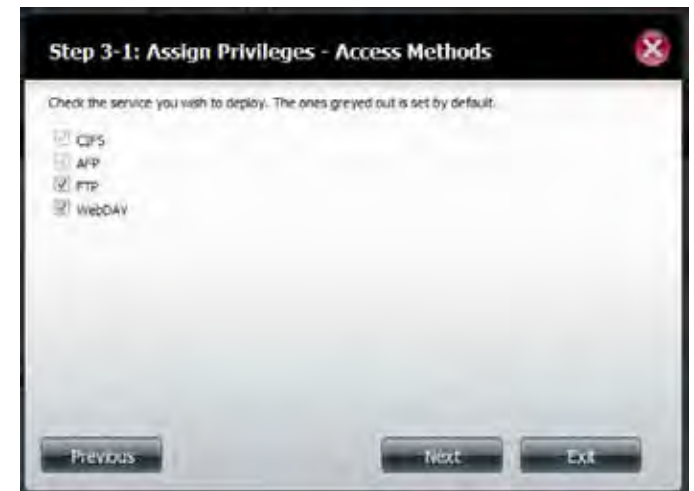 Step 3-1: Assign Privileges - Access Methods
Check the service you wish to deploy. The ones greyed out is set by default.
CIFS
AFP
FTP
WebDAV
Previous
Next
Exit